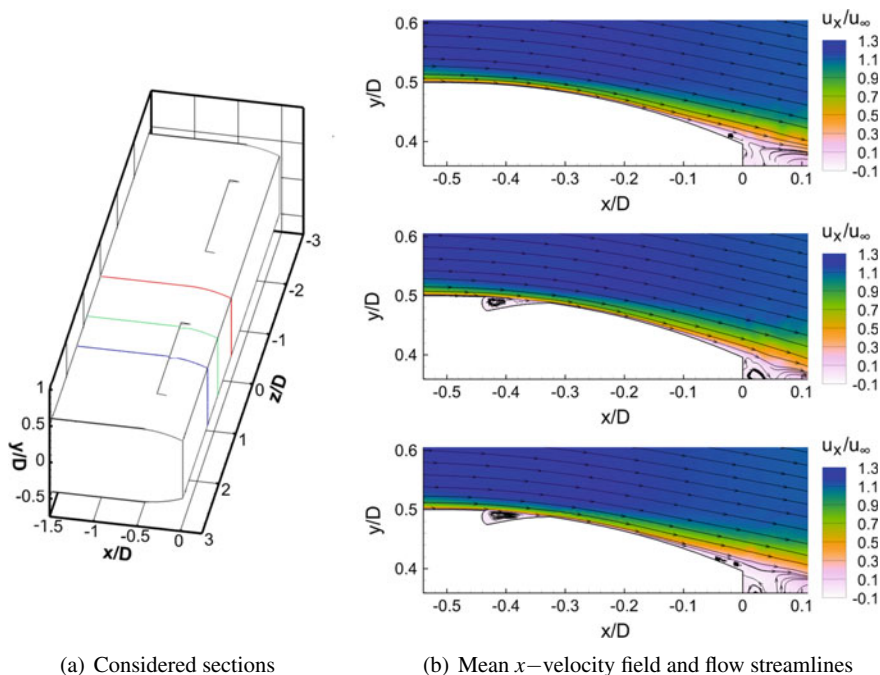 1
0.5
0
-0.5
y/D
-1.5
-1
-0.5
0
x/D
3
2
1
0
-1
-2
-3
z/D
0.6
0.5
0.4
y/D
-0.5 -0.4 -0.3 -0.2 -0.1 0 0.1
x/D
uₓ/u∞
1.3
1.1
0.9
0.7
0.5
0.3
0.1
-0.1
0.6
0.5
0.4
y/D
-0.5 -0.4 -0.3 -0.2 -0.1 0 0.1
x/D
uₓ/u∞
1.3
1.1
0.9
0.7
0.5
0.3
0.1
-0.1
0.6
0.5
0.4
y/D
-0.5 -0.4 -0.3 -0.2 -0.1 0 0.1
x/D
uₓ/u∞
1.3
1.1
0.9
0.7
0.5
0.3
0.1
-0.1
(a) Considered sections
(b) Mean x−velocity field and flow streamlines